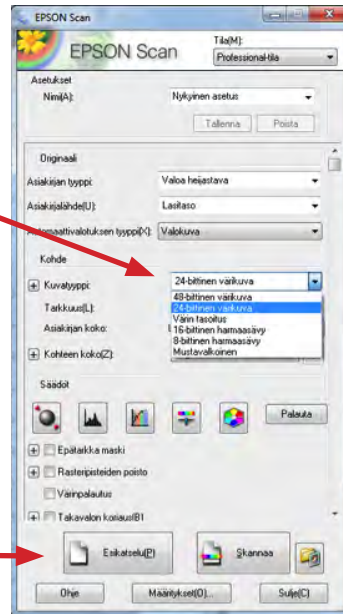 EPSON Scan
EPSON Scan
Tila(M):
Professional-tila
Asetukset
Nimi(A):
Nykyinen asetus
Tallenna
Poista
Originaali
Asiakirjan tyyppi:
Valoa heijastava
Asiakirjalähde(U):
Lasitaso
Automaattivalotuksen tyyppi(X):
Valokuva
Kohde
Kuvatyyppi:
24-bittinen värikuva
48-bittinen värikuva
24-bittinen värikuva
Värin tasoitus
16-bittinen harmaasävy
8-bittinen harmaasävy
Mustavalkoinen
Tarkkuus(L):
Asiakirjan koko:
Kohteen koko(Z):
Säädöt
Palauta
Epätarkka maski
Rasteripisteiden poisto
Värinpalautus
Takavalon korjaus(B)
Esikatselu(P)
Skannaa
Ohje
Määritykset(O)...
Sulje(C)